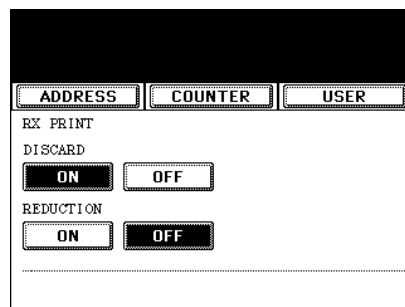 ADDRESS COUNTER USER
RX PRINT
DISCARD
ON OFF
REDUCTION
ON OFF